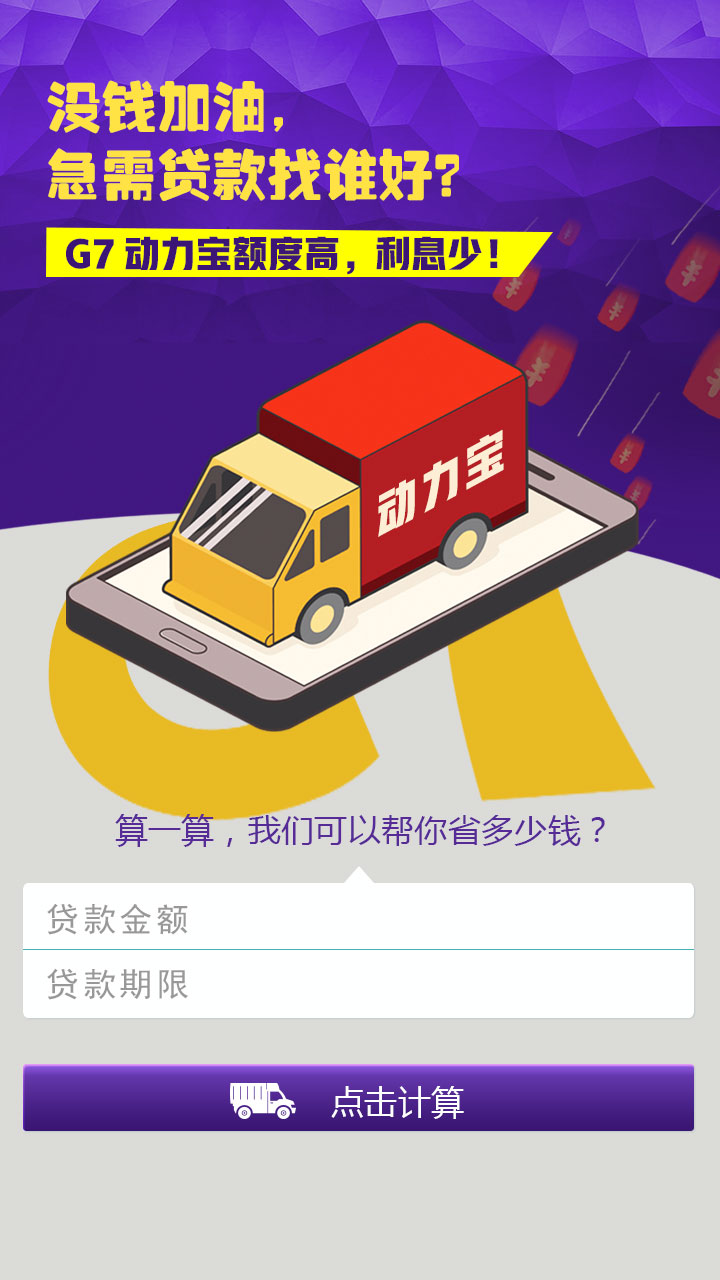 没钱加油，
急需贷款找谁好？
G7 动力宝额度高，利息少！
动力宝
G7
算一算，我们可以帮你省多少钱？
贷款金额
贷款期限
点击计算